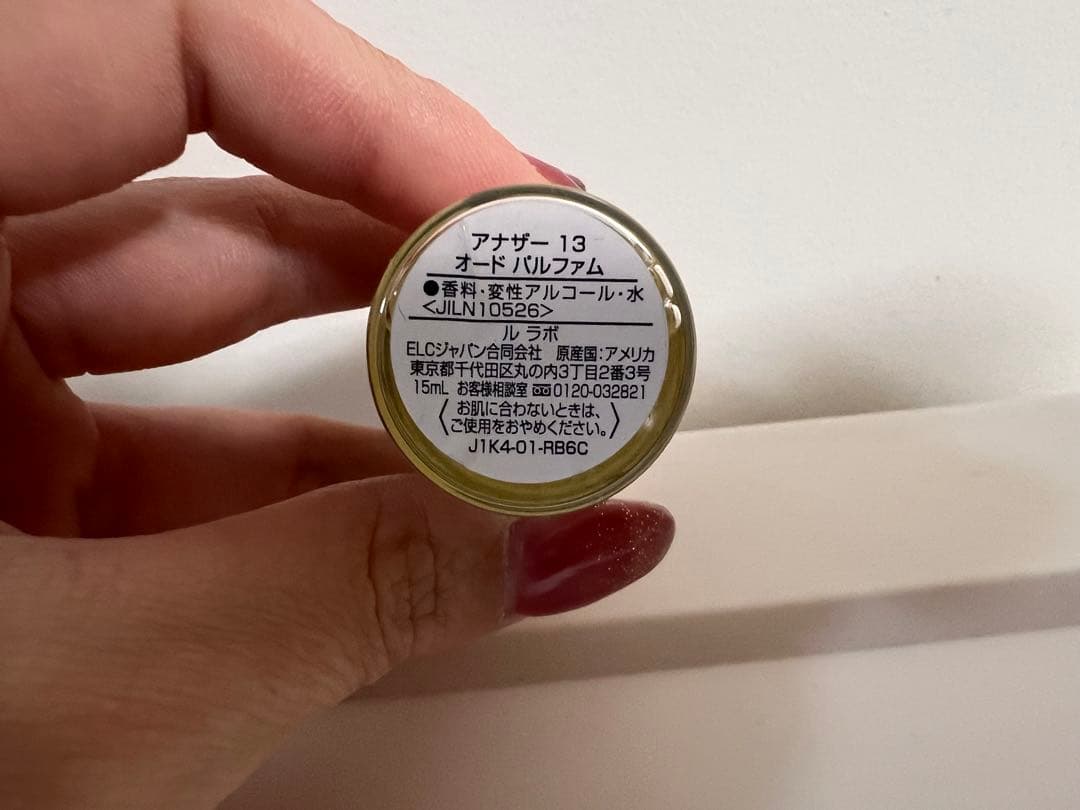 アナザー 13
オード パルファム
●香料・変性アルコール・水
<JILN10526>
ル ラボ
ELCジャパン合同会社 原産国:アメリカ
東京都千代田区丸の内3丁目2番3号
15mL お客様相談室 0120-032821
〈お肌に合わないときは、
ご使用をおやめください。〉
J1K4-01-RB6C